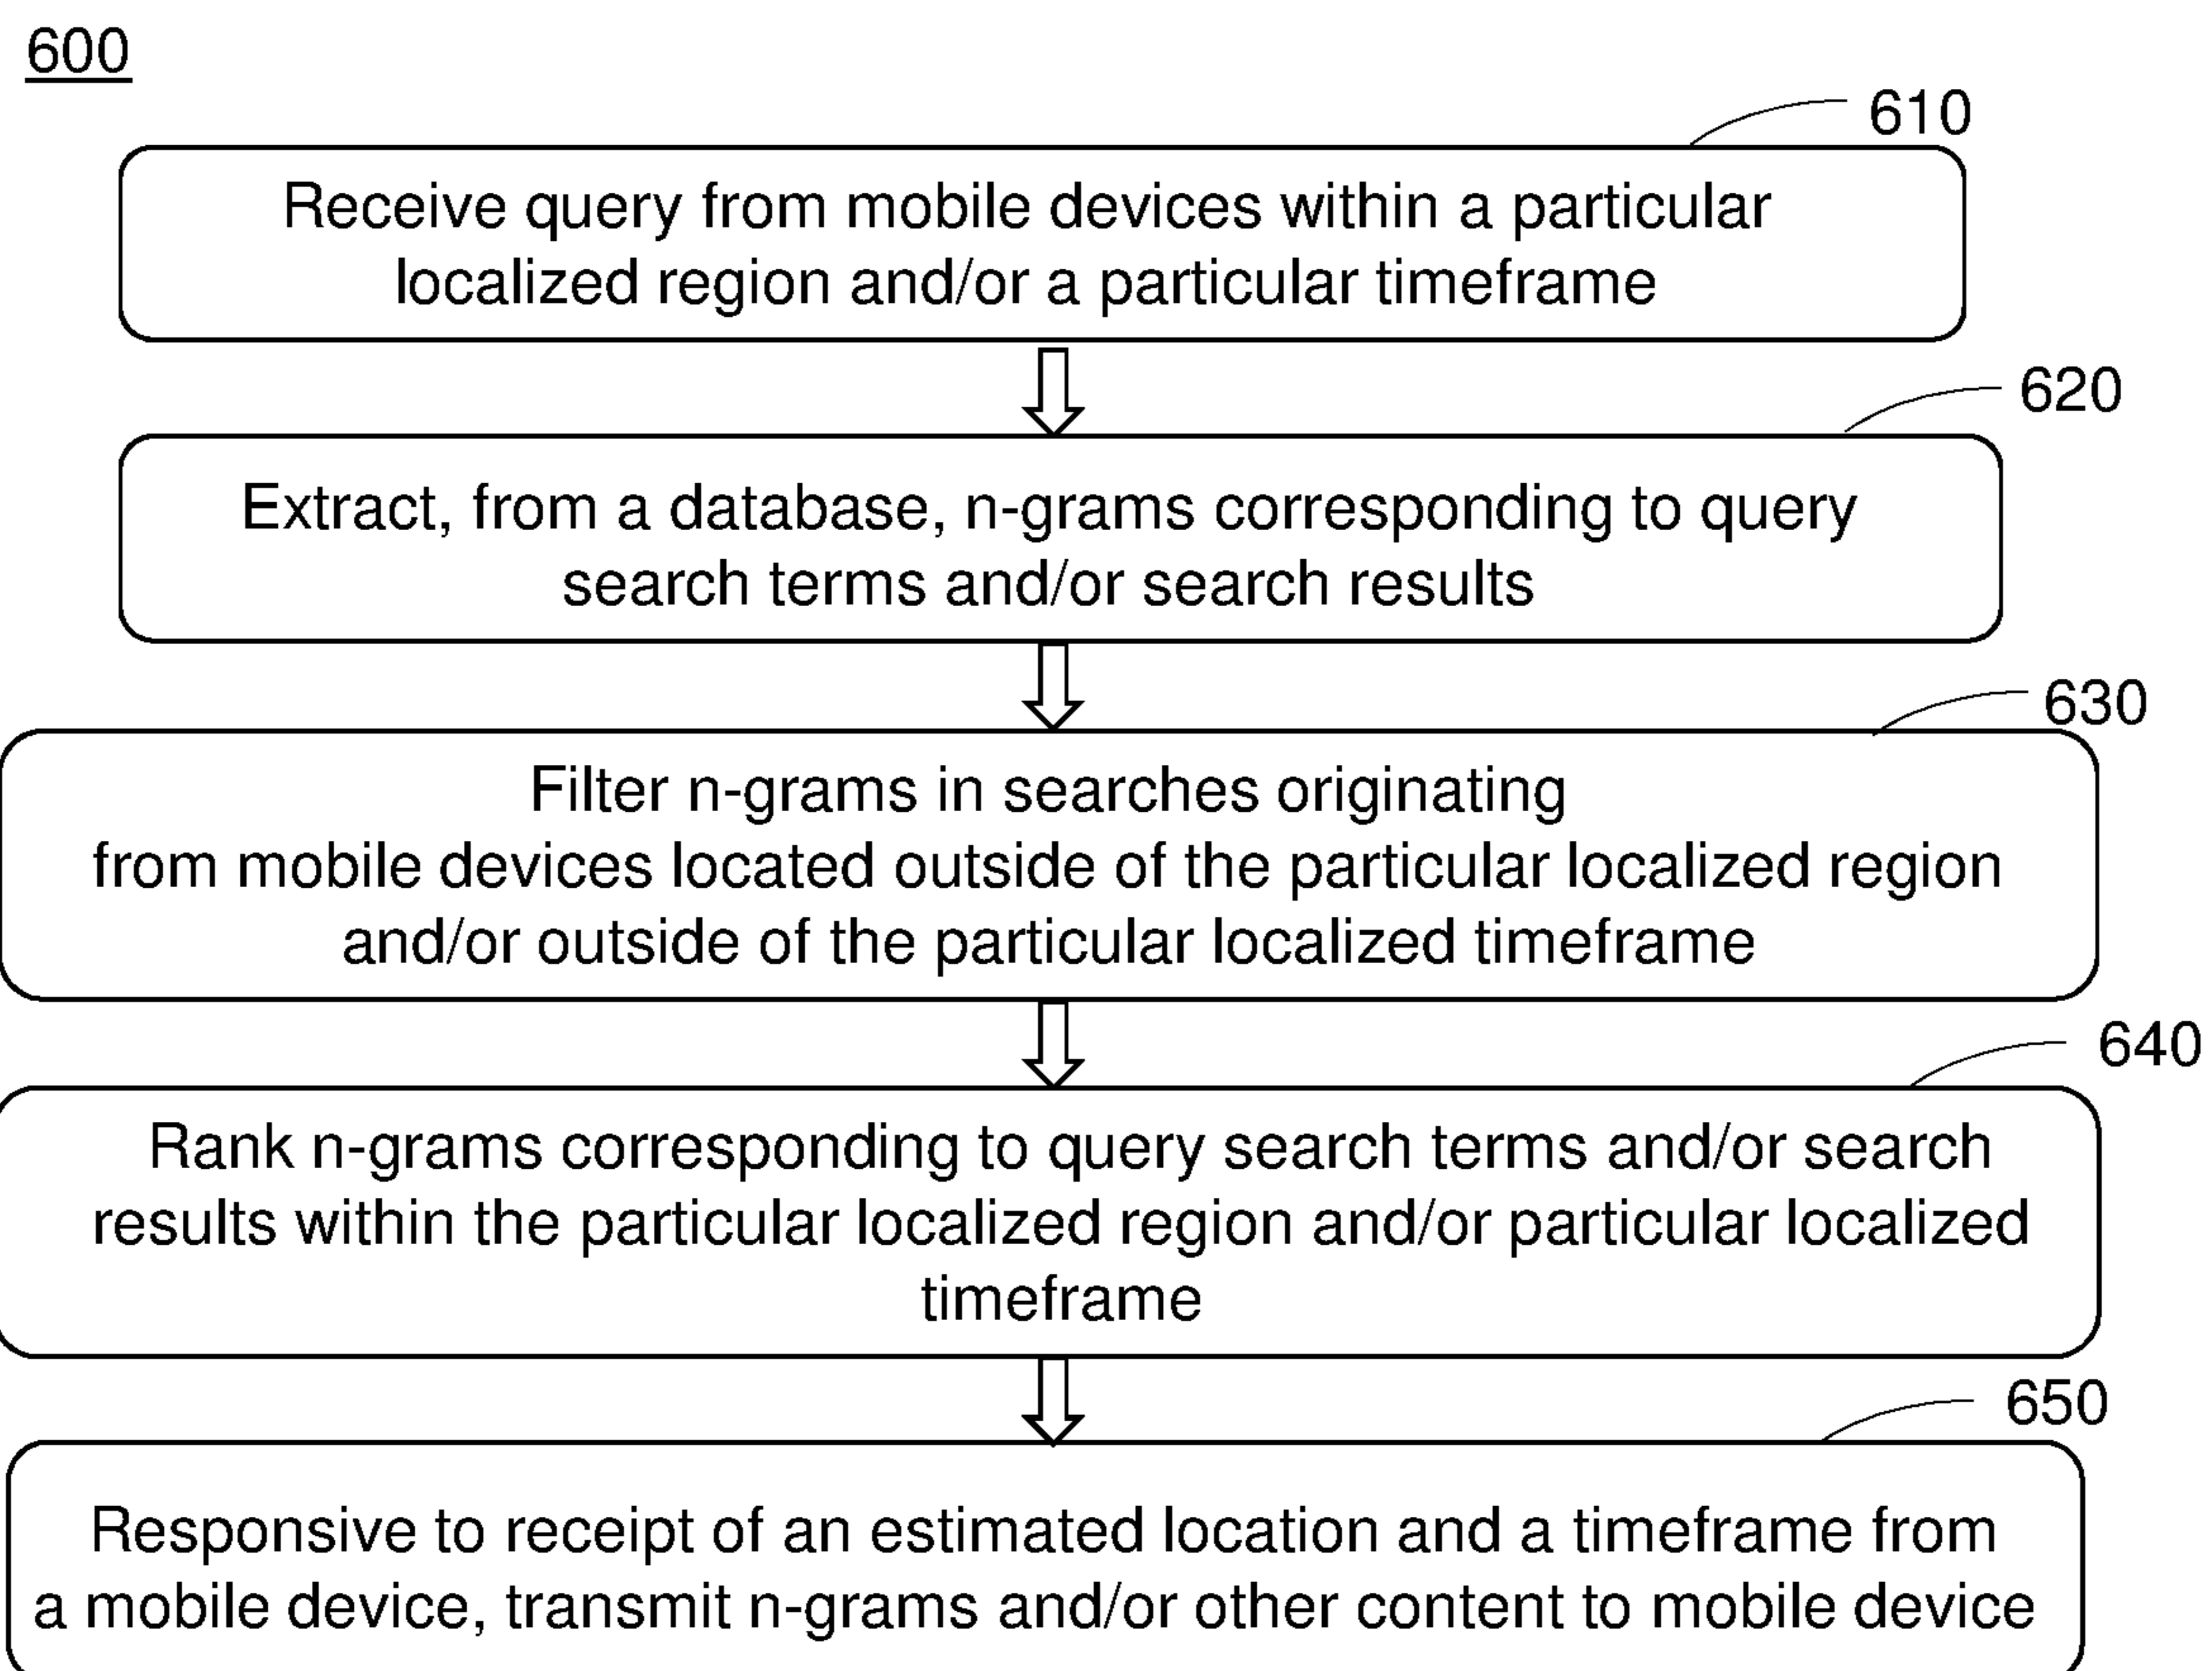 600
610
Receive query from mobile devices within a particular
localized region and/or a particular timeframe
620
Extract, from a database, n-grams corresponding to query
search terms and/or search results
630
Filter n-grams in searches originating
from mobile devices located outside of the particular localized region
and/or outside of the particular localized timeframe
640
Rank n-grams corresponding to query search terms and/or search
results within the particular localized region and/or particular localized
timeframe
650
Responsive to receipt of an estimated location and a timeframe from
a mobile device, transmit n-grams and/or other content to mobile device